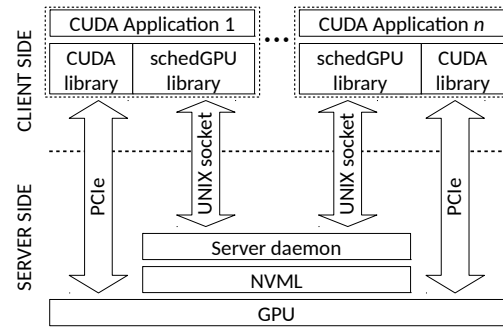 CLIENT SIDE
CUDA Application 1
...
CUDA Application n
CUDA
library
schedGPU
library
schedGPU
library
CUDA
library
PCIe
UNIX socket
UNIX socket
PCIe
SERVER SIDE
Server daemon
NVML
GPU